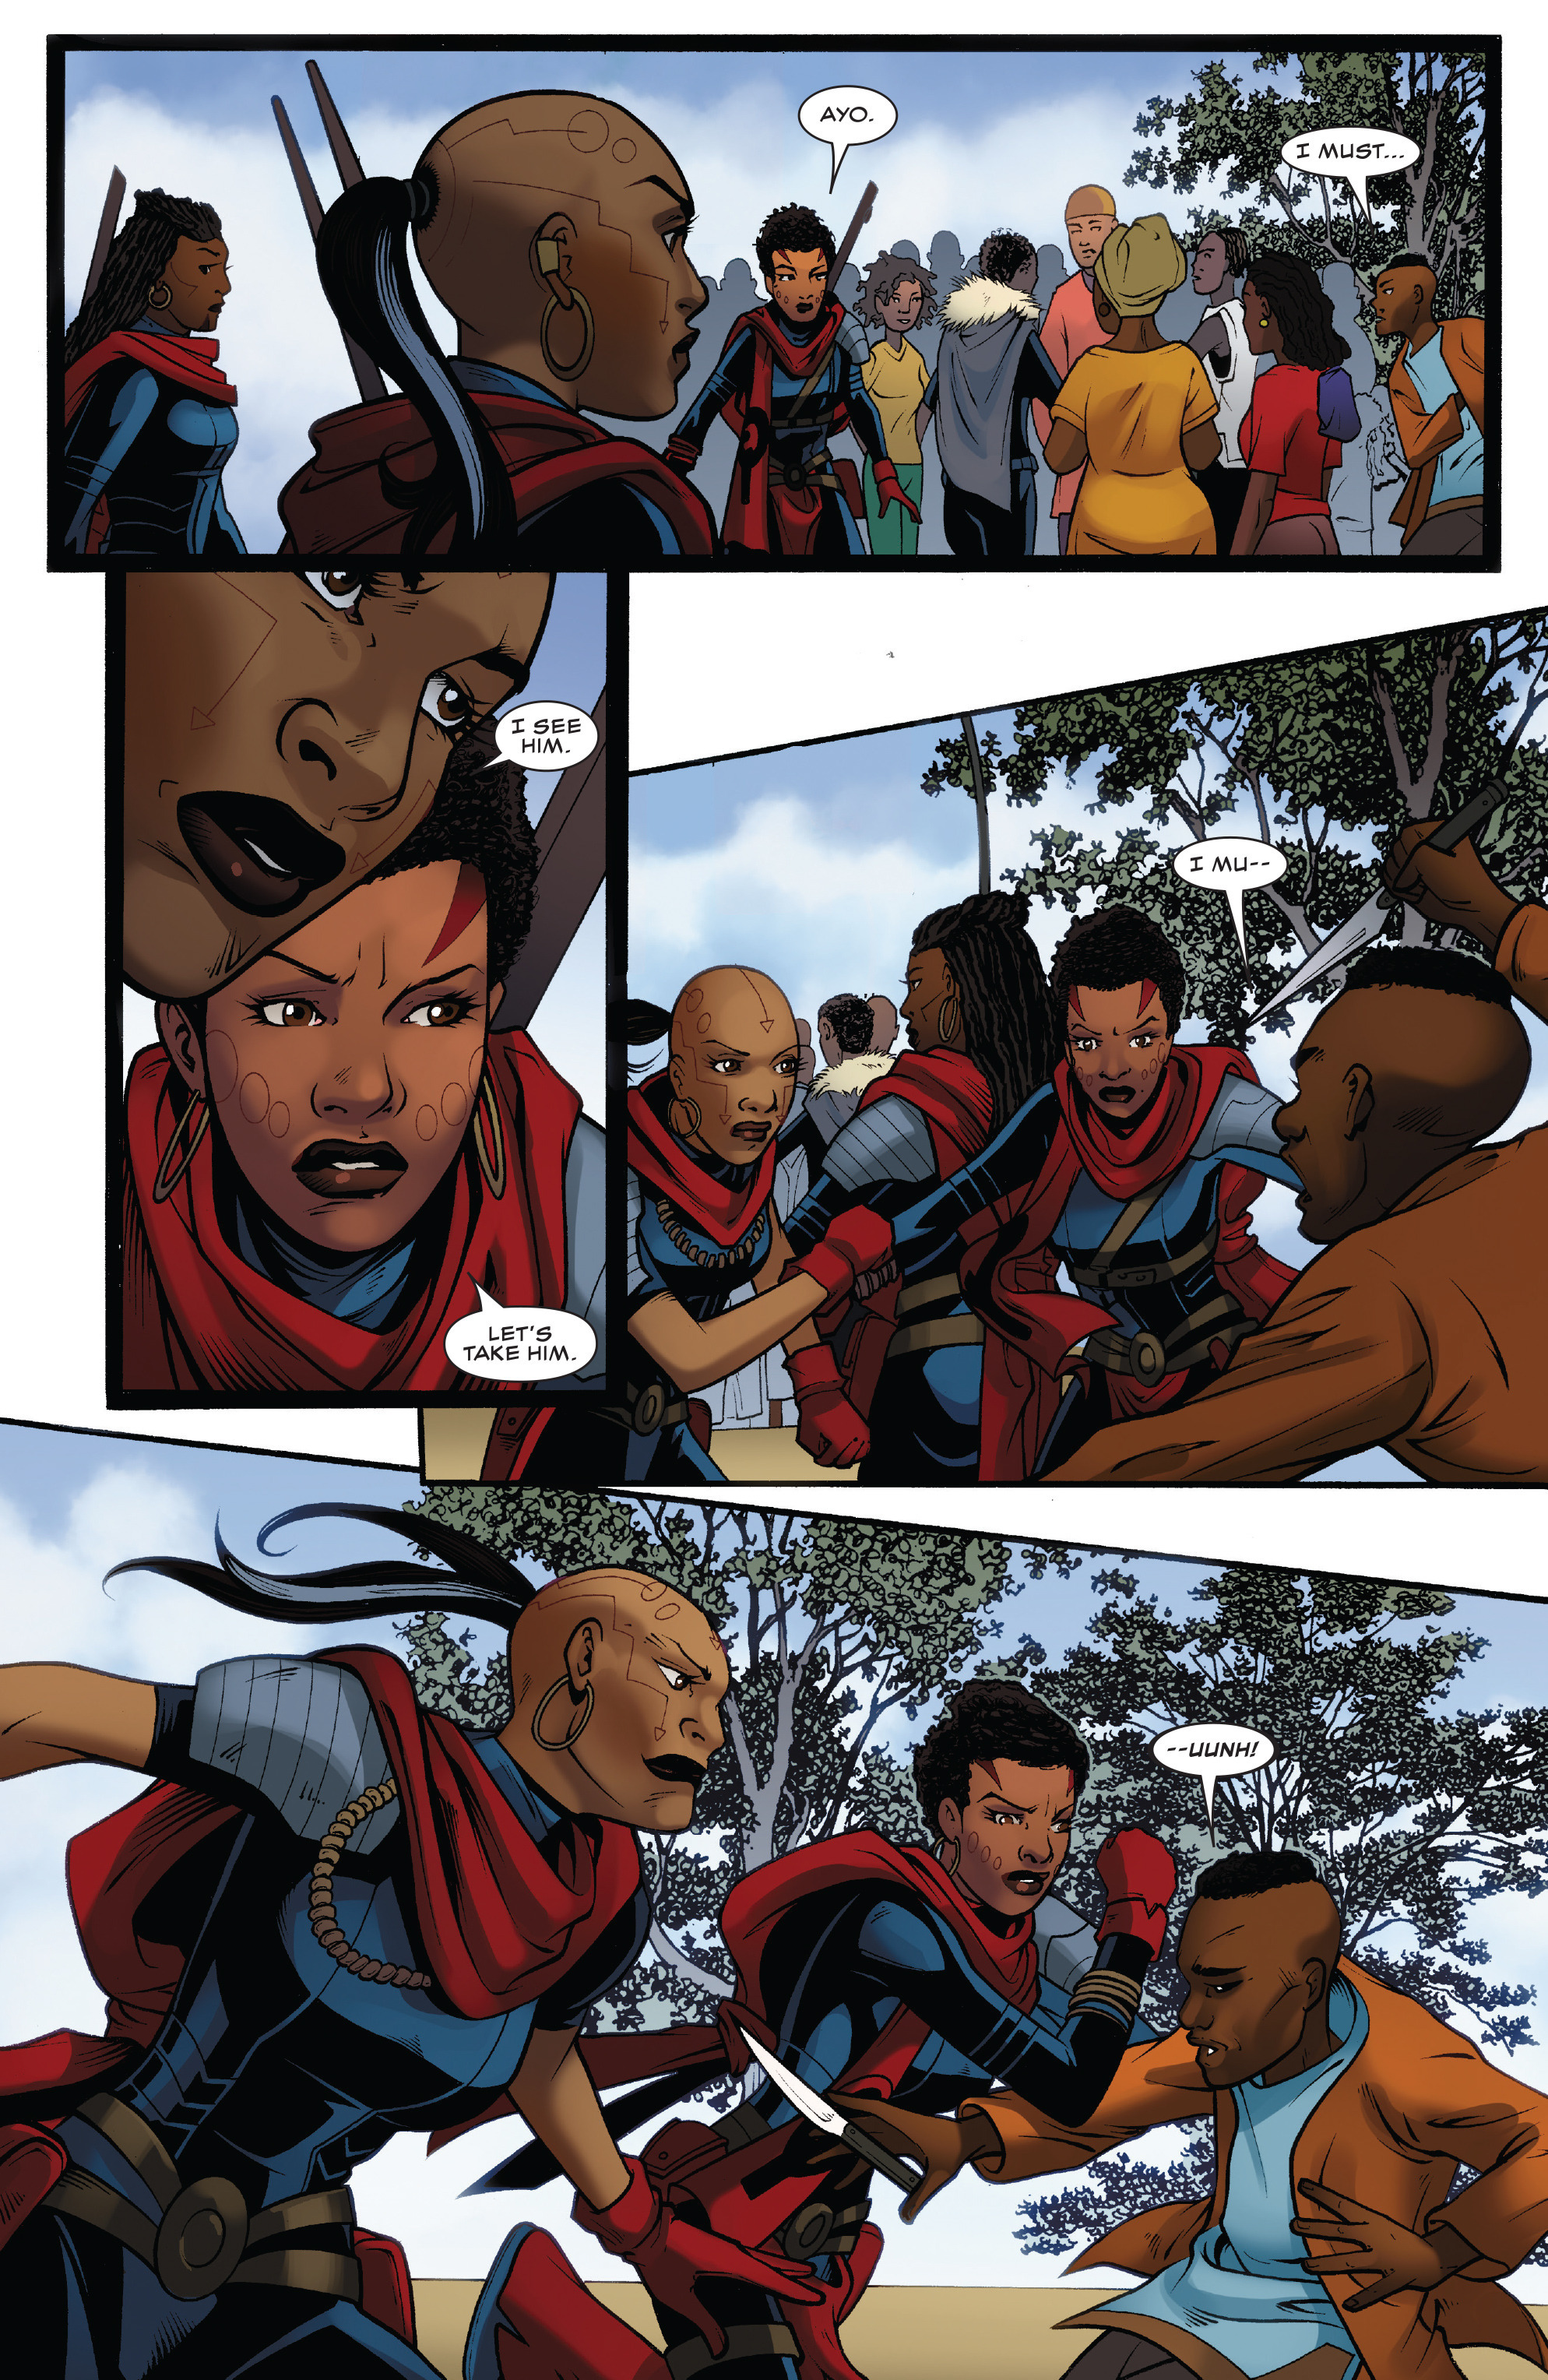 AYO.
I MUST...
I SEE
HIM.
LET'S
TAKE HIM.
I MU--
--UUNH!